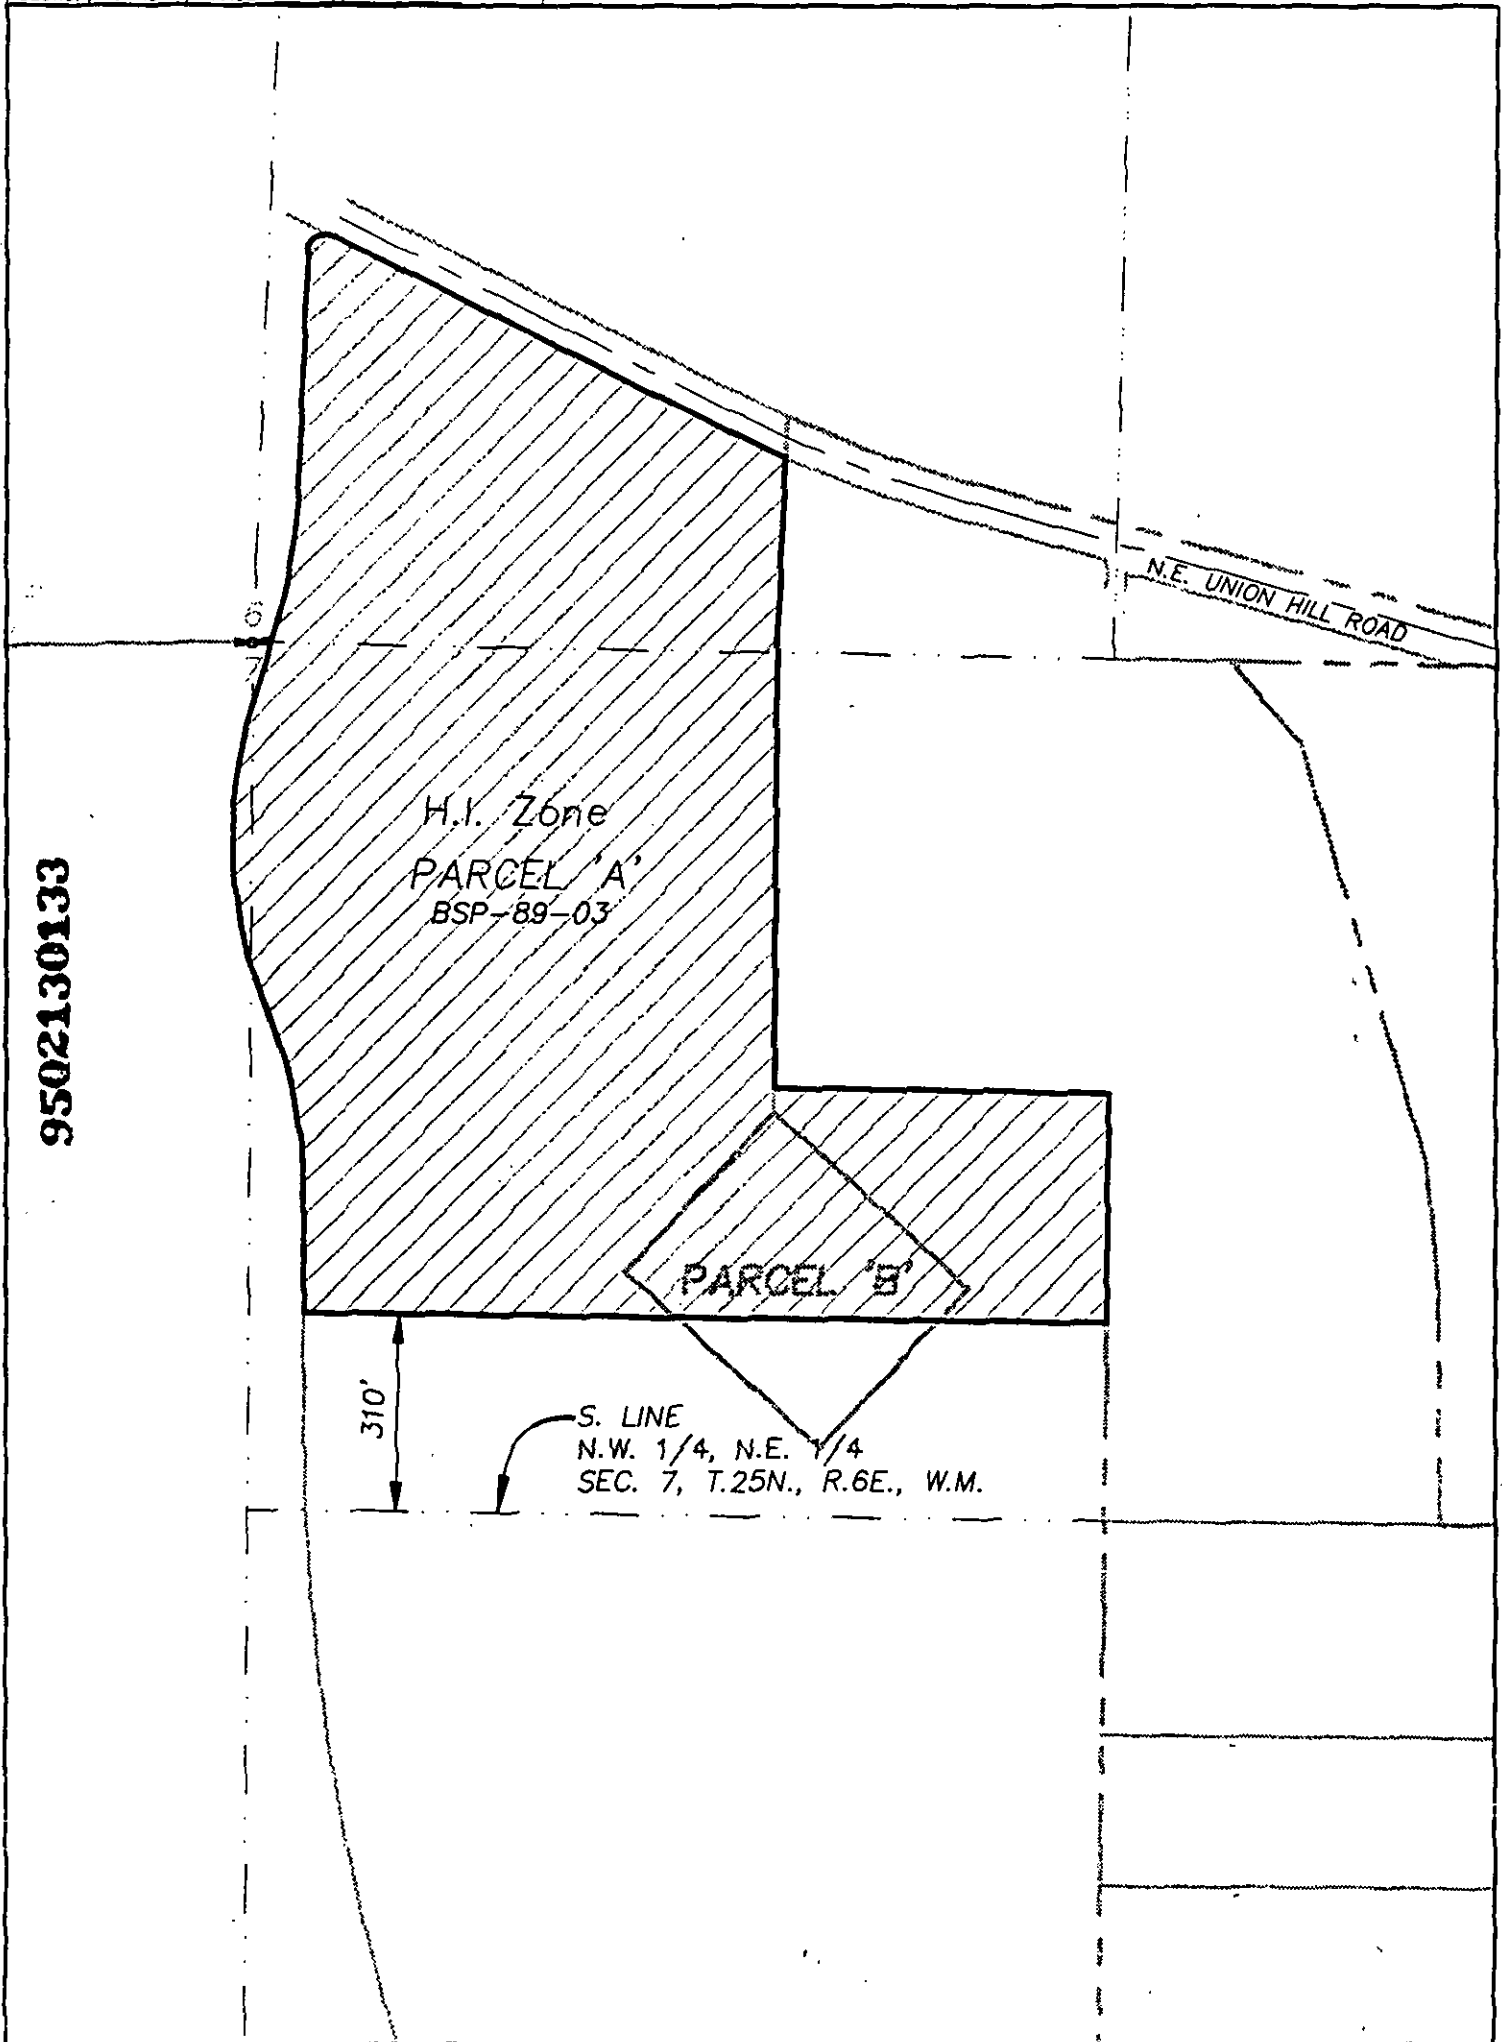 N.E. UNION HILL ROAD
6
7
H.I. Zone
PARCEL 'A'
BSP-89-03
9502130133
PARCEL 'B'
310'
S. LINE
N.W. 1/4, N.E. 1/4
SEC. 7, T.25N., R.6E., W.M.